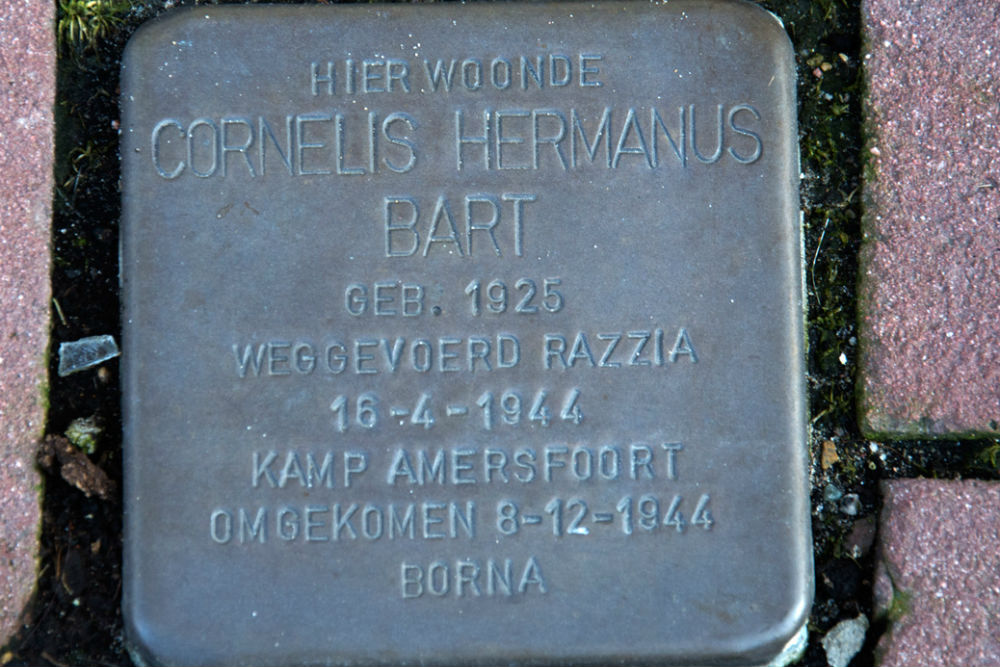 HIER WOONDE
CORNELIS HERMANUS
BART
GEB. 1925
WEGGEVOERD RAZZIA
16-4-1944
KAMP AMERSFOORT
OMGEKOMEN 8-12-1944
BORNA